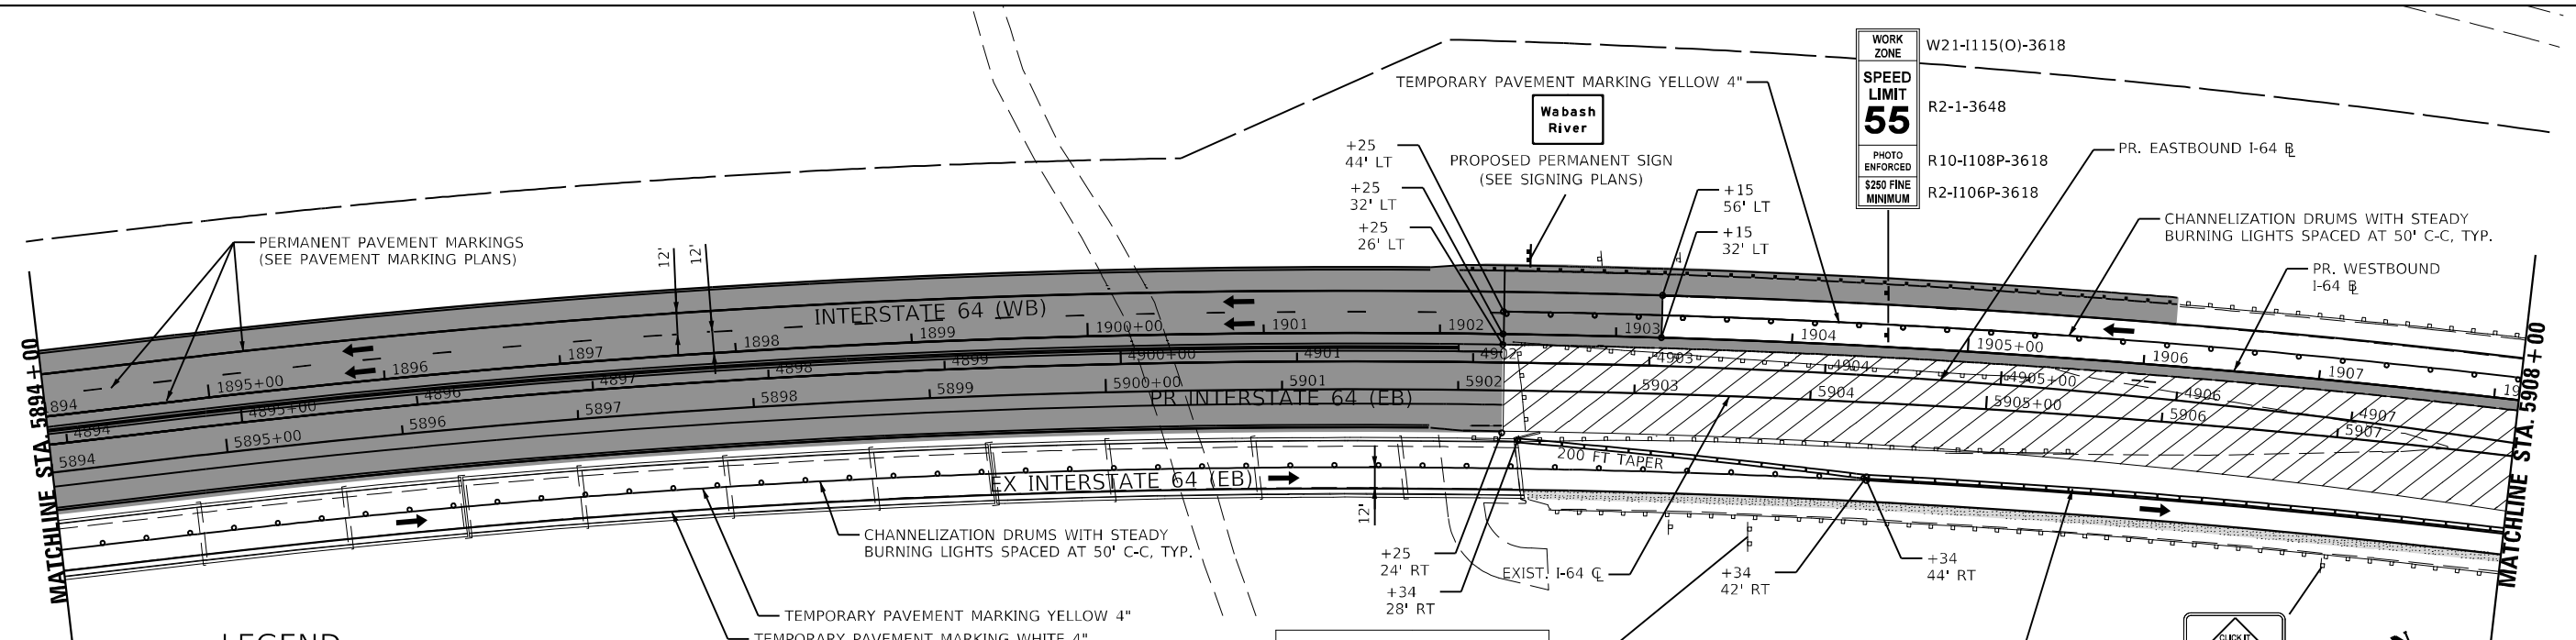 WORK
ZONE
SPEED
LIMIT
55
PHOTO
ENFORCED
$250 FINE
MINIMUM
W21-I115(O)-3618
R2-1-3648
R10-I108P-3618
R2-I106P-3618
TEMPORARY PAVEMENT MARKING YELLOW 4"
Wabash
River
PROPOSED PERMANENT SIGN
(SEE SIGNING PLANS)
+25
44' LT
+25
32' LT
+25
26' LT
+15
56' LT
+15
32' LT
PR. EASTBOUND I-64 ℄
CHANNELIZATION DRUMS WITH STEADY
BURNING LIGHTS SPACED AT 50' C-C, TYP.
PR. WESTBOUND
I-64 ℄
PERMANENT PAVEMENT MARKINGS
(SEE PAVEMENT MARKING PLANS)
12'
12'
INTERSTATE 64 (WB)
894
1895+00
1896
1897
1898
1899
1900+00
1901
1902
1903
1904
1905+00
1906
1907
19
4894
4895+00
4896
4897
4898
4899
4900+00
4901
4902
4903
4904
4905+00
4906
4907
PR INTERSTATE 64 (EB)
5894
5895+00
5896
5897
5898
5899
5900+00
5901
5902
5903
5904
5905+00
5906
5907
MATCHLINE STA. 5894+00
MATCHLINE STA. 5908+00
EX INTERSTATE 64 (EB)
200 FT TAPER
12'
CHANNELIZATION DRUMS WITH STEADY
BURNING LIGHTS SPACED AT 50' C-C, TYP.
+25
24' RT
+34
28' RT
EXIST. I-64 ℄
+34
42' RT
+34
44' RT
TEMPORARY PAVEMENT MARKING YELLOW 4"
TEMPORARY PAVEMENT MARKING WHITE 4"
LEGEND
CLICK IT